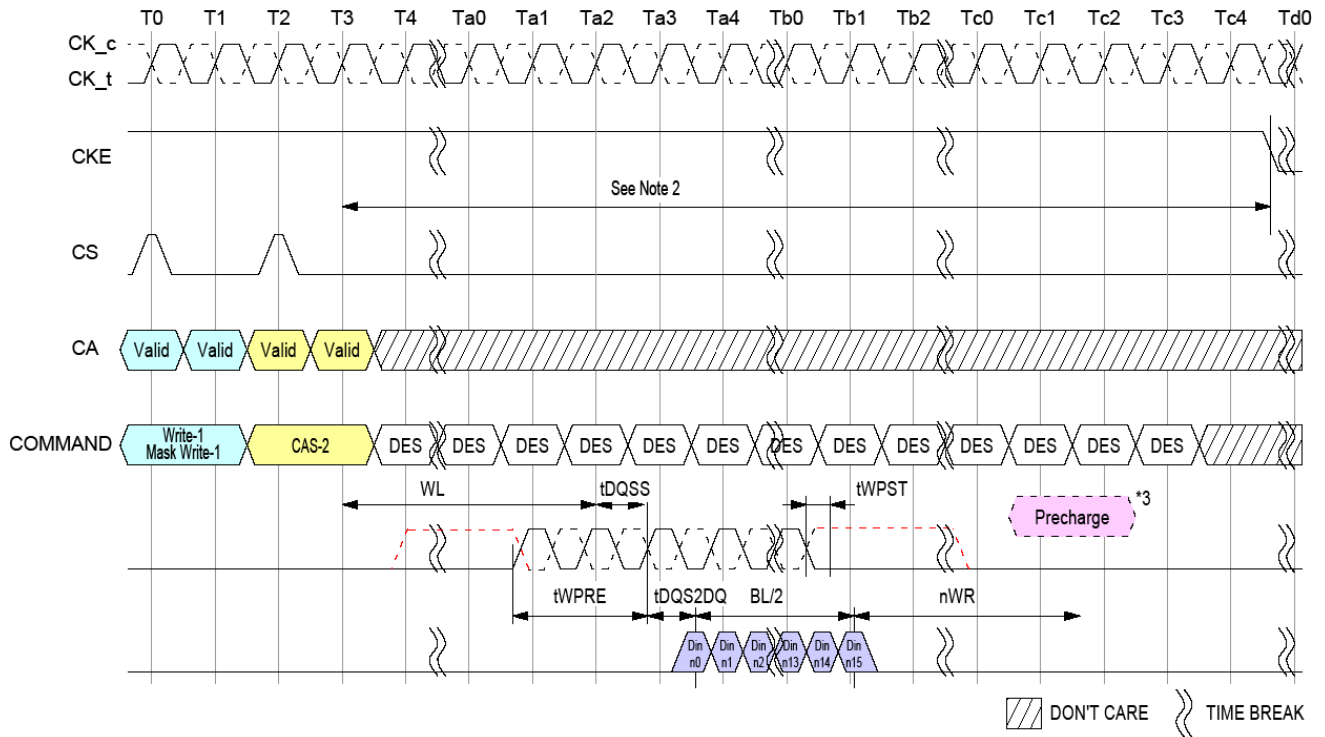 T0 T1 T2 T3 T4 Ta0 Ta1 Ta2 Ta3 Ta4 Tb0 Tb1 Tb2 Tc0 Tc1 Tc2 Tc3 Tc4 Td0
CK_c
CK_t
CKE
See Note 2
CS
CA Valid Valid Valid Valid
COMMAND Write-1
Mask Write-1 CAS-2 DES DES DES DES DES DES DES DES DES DES DES DES DES
WL tDQSS tWPST
Precharge *3
tWPRE tDQS2DQ BL/2 nWR
Din
n0 Din
n1 Din
n2 Din
n13 Din
n14 Din
n15
DON'T CARE TIME BREAK